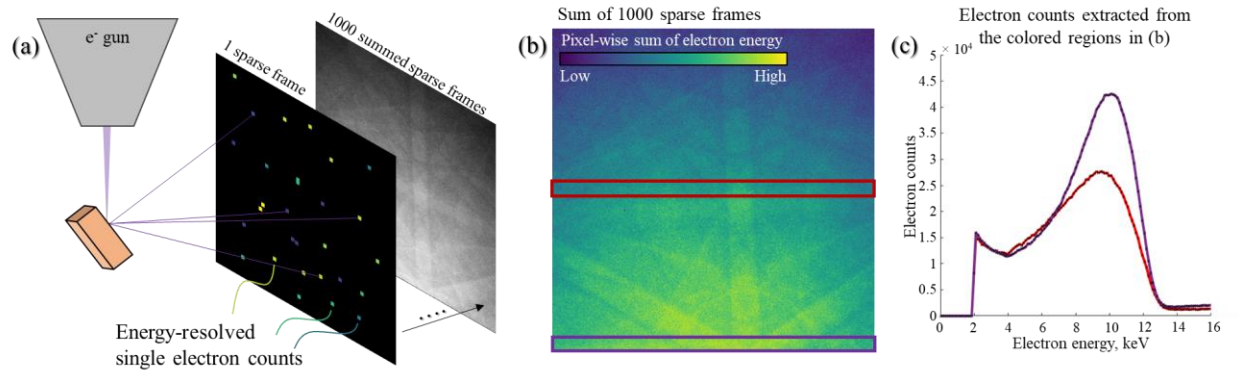 (a)
e⁻ gun
1 sparse frame
1000 summed sparse frames
Energy-resolved
single electron counts
Sum of 1000 sparse frames
(b)
Pixel-wise sum of electron energy
Low High
Electron counts extracted from
the colored regions in (b)
(c)
× 10⁴
5
4.5
4
3.5
3
2.5
2
1.5
1
0.5
0
Electron counts
0 2 4 6 8 10 12 14 16
Electron energy, keV